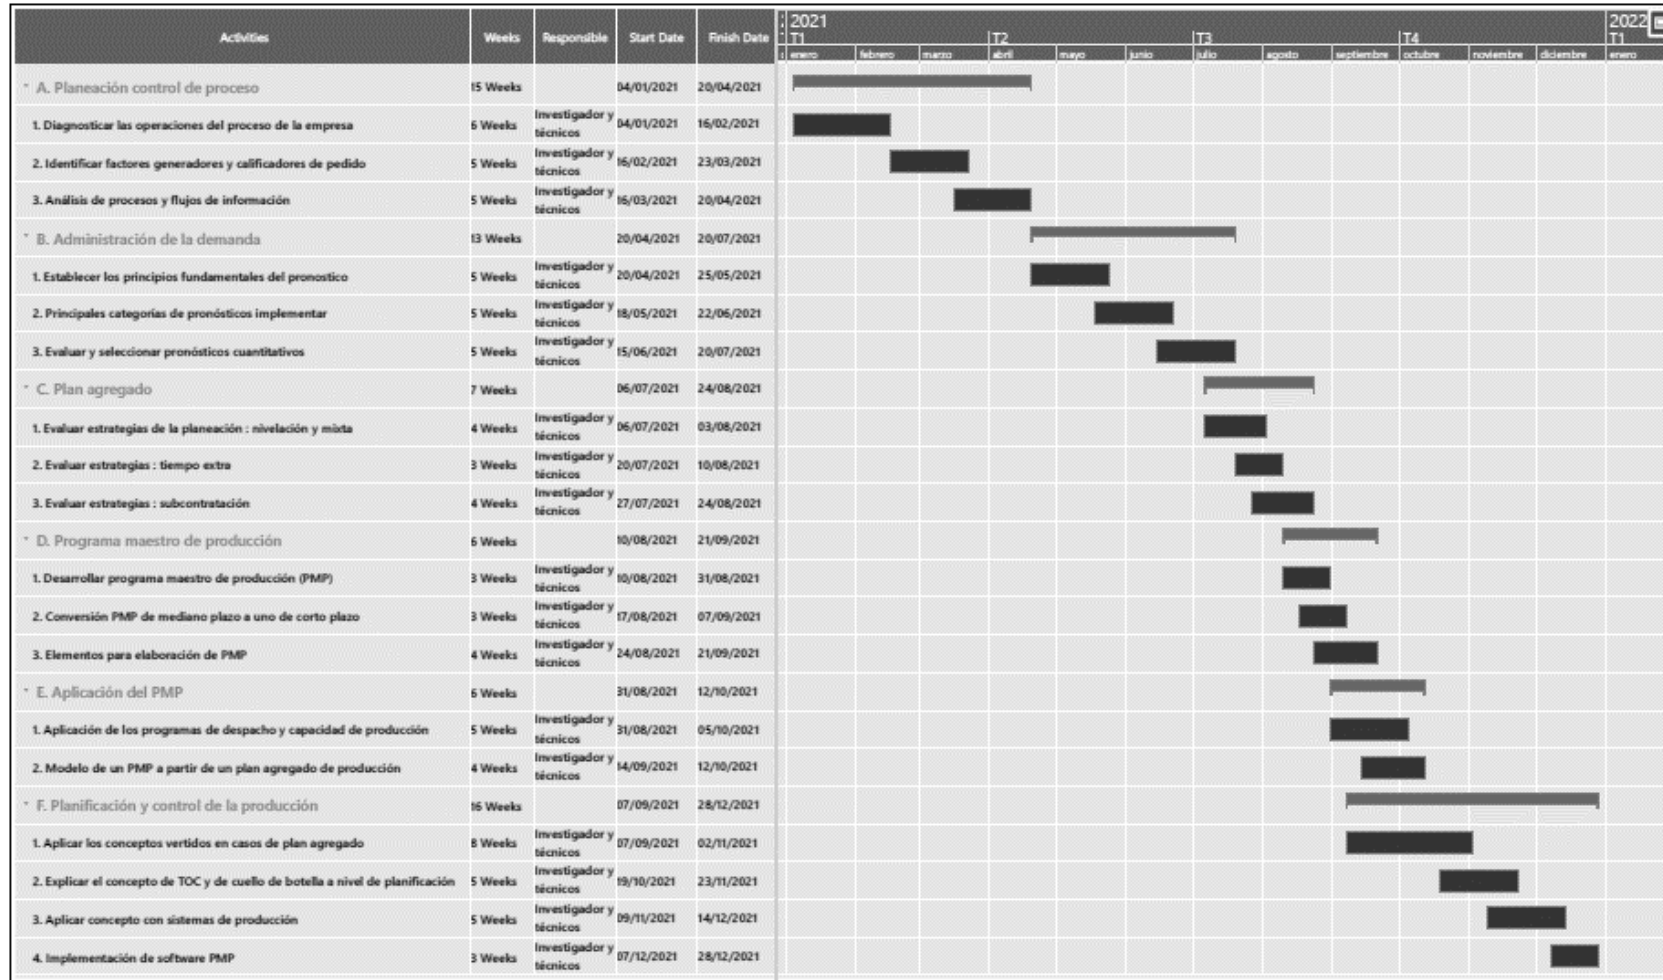 Activities Weeks Responsible Start Date Finish Date
2021 2022
T1 T2 T3 T4 T1
enero febrero marzo abril mayo junio julio agosto septiembre octubre noviembre diciembre enero
A. Planeación control de proceso 15 Weeks 04/01/2021 20/04/2021
1. Diagnosticar las operaciones del proceso de la empresa 6 Weeks Investigador y técnicos 04/01/2021 16/02/2021
2. Identificar factores generadores y calificadores de pedido 5 Weeks Investigador y técnicos 16/02/2021 23/03/2021
3. Análisis de procesos y flujos de información 5 Weeks Investigador y técnicos 16/03/2021 20/04/2021
B. Administración de la demanda 13 Weeks 20/04/2021 20/07/2021
1. Establecer los principios fundamentales del pronostico 5 Weeks Investigador y técnicos 20/04/2021 25/05/2021
2. Principales categorías de pronósticos implementar 5 Weeks Investigador y técnicos 18/05/2021 22/06/2021
3. Evaluar y seleccionar pronósticos cuantitativos 5 Weeks Investigador y técnicos 15/06/2021 20/07/2021
C. Plan agregado 7 Weeks 06/07/2021 24/08/2021
1. Evaluar estrategias de la planeación : nivelación y mixta 4 Weeks Investigador y técnicos 06/07/2021 03/08/2021
2. Evaluar estrategias : tiempo extra 3 Weeks Investigador y técnicos 20/07/2021 10/08/2021
3. Evaluar estrategias : subcontratación 4 Weeks Investigador y técnicos 27/07/2021 24/08/2021
D. Programa maestro de producción 6 Weeks 10/08/2021 21/09/2021
1. Desarrollar programa maestro de producción (PMP) 3 Weeks Investigador y técnicos 10/08/2021 31/08/2021
2. Conversión PMP de mediano plazo a uno de corto plazo 3 Weeks Investigador y técnicos 17/08/2021 07/09/2021
3. Elementos para elaboración de PMP 4 Weeks Investigador y técnicos 24/08/2021 21/09/2021
E. Aplicación del PMP 6 Weeks 31/08/2021 12/10/2021
1. Aplicación de los programas de despacho y capacidad de producción 5 Weeks Investigador y técnicos 31/08/2021 05/10/2021
2. Modelo de un PMP a partir de un plan agregado de producción 4 Weeks Investigador y técnicos 14/09/2021 12/10/2021
F. Planificación y control de la producción 16 Weeks 07/09/2021 28/12/2021
1. Aplicar los conceptos vertidos en casos de plan agregado 8 Weeks Investigador y técnicos 07/09/2021 02/11/2021
2. Explicar el concepto de TOC y de cuello de botella a nivel de planificación 5 Weeks Investigador y técnicos 19/10/2021 23/11/2021
3. Aplicar concepto con sistemas de producción 5 Weeks Investigador y técnicos 09/11/2021 14/12/2021
4. Implementación de software PMP 3 Weeks Investigador y técnicos 07/12/2021 28/12/2021